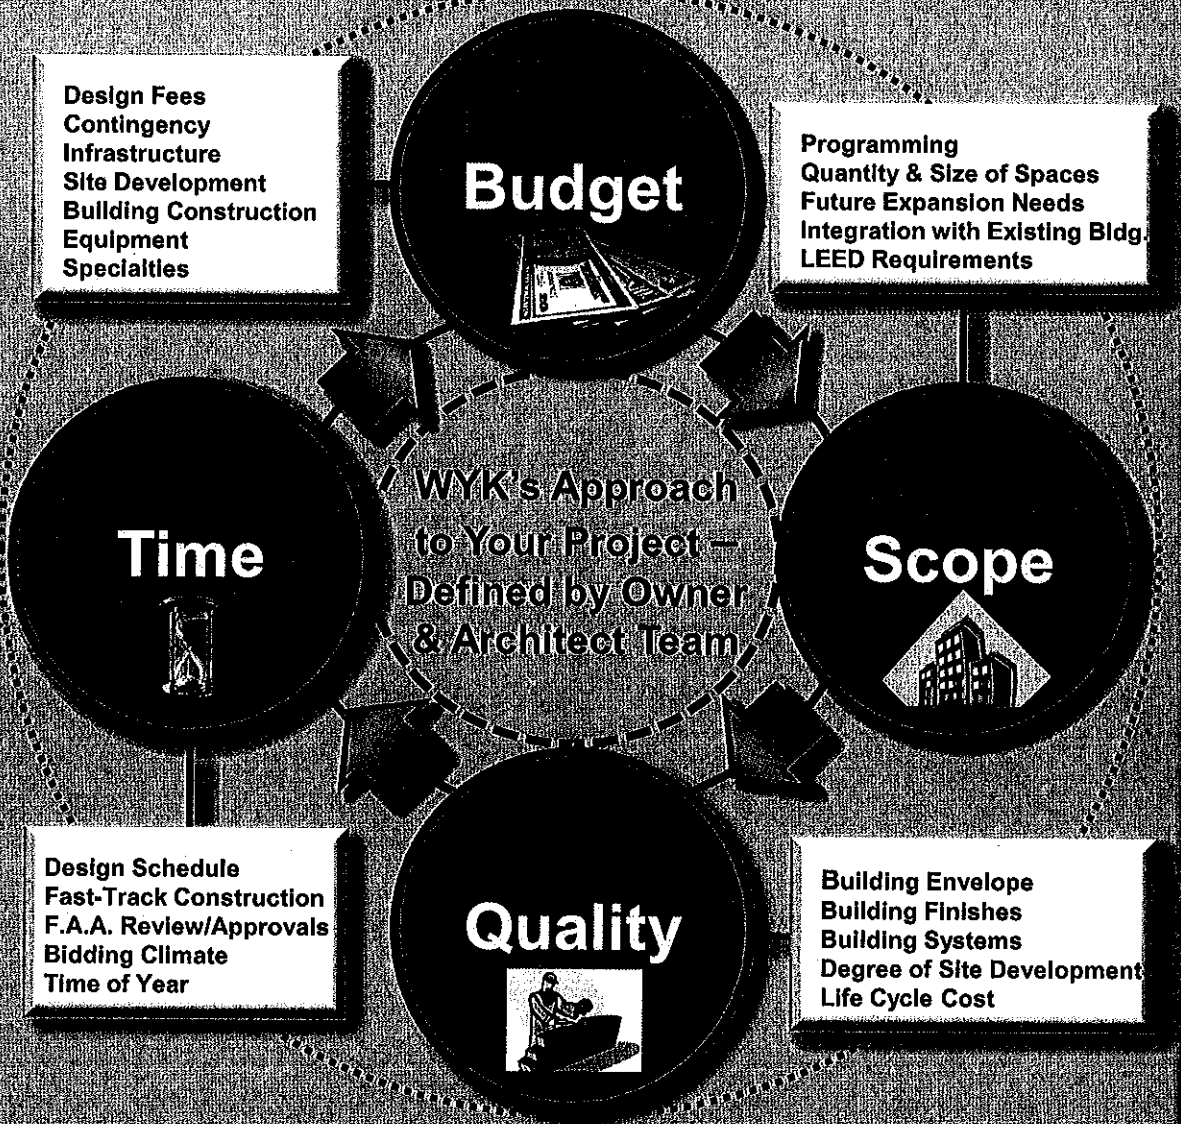 Design Fees
Contingency
Infrastructure
Site Development
Building Construction
Equipment
Specialties
Budget
Programming
Quantity & Size of Spaces
Future Expansion Needs
Integration with Existing Bldg.
LEED Requirements
Time
WYK's Approach
to Your Project —
Defined by Owner
& Architect Team
Scope
Design Schedule
Fast-Track Construction
F.A.A. Review/Approvals
Bidding Climate
Time of Year
Quality
Building Envelope
Building Finishes
Building Systems
Degree of Site Development
Life Cycle Cost